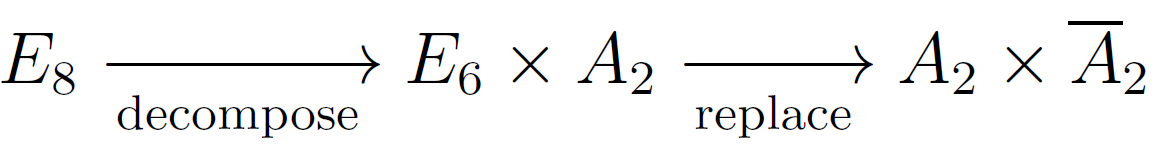 E₈ ⟶ E₆ × A₂ ⟶ A₂ × A̅₂
decompose replace